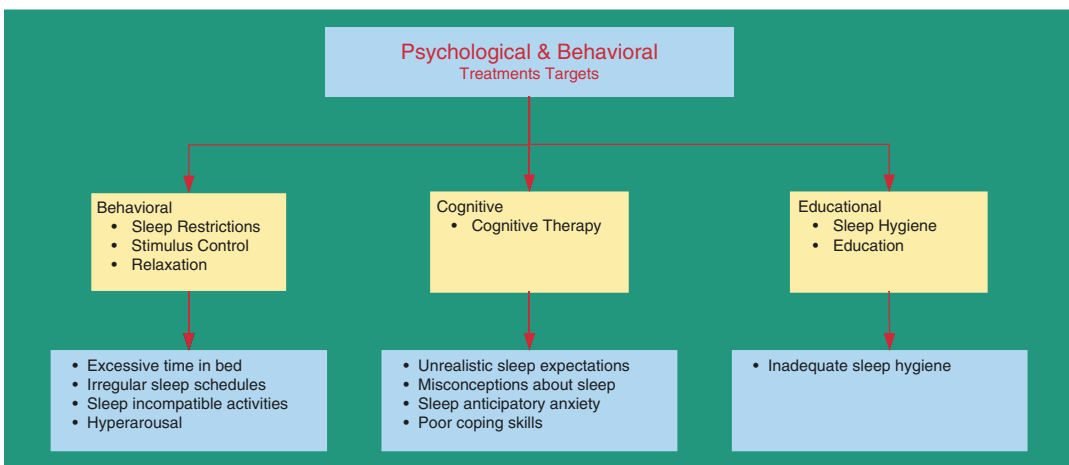 Psychological & Behavioral
Treatments Targets
Behavioral
• Sleep Restrictions
• Stimulus Control
• Relaxation
Cognitive
• Cognitive Therapy
Educational
• Sleep Hygiene
• Education
• Excessive time in bed
• Irregular sleep schedules
• Sleep incompatible activities
• Hyperarousal
• Unrealistic sleep expectations
• Misconceptions about sleep
• Sleep anticipatory anxiety
• Poor coping skills
• Inadequate sleep hygiene